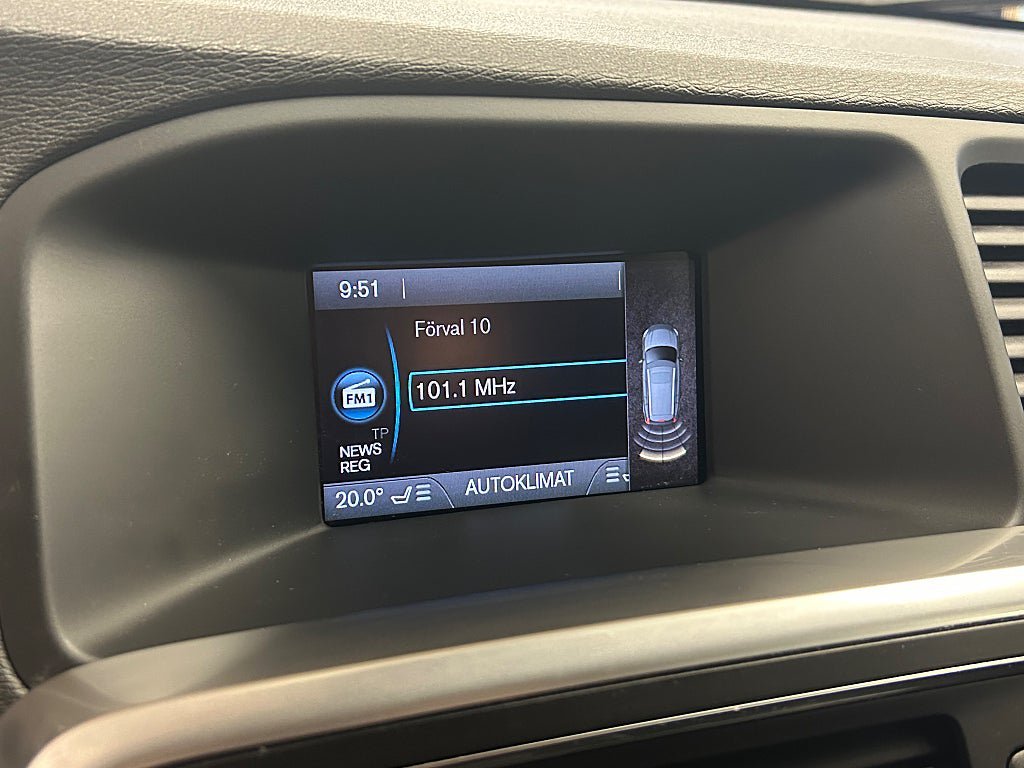 9:51
Förval 10
101.1 MHz
FM1
TP
NEWS
REG
20.0° AUTOKLIMAT